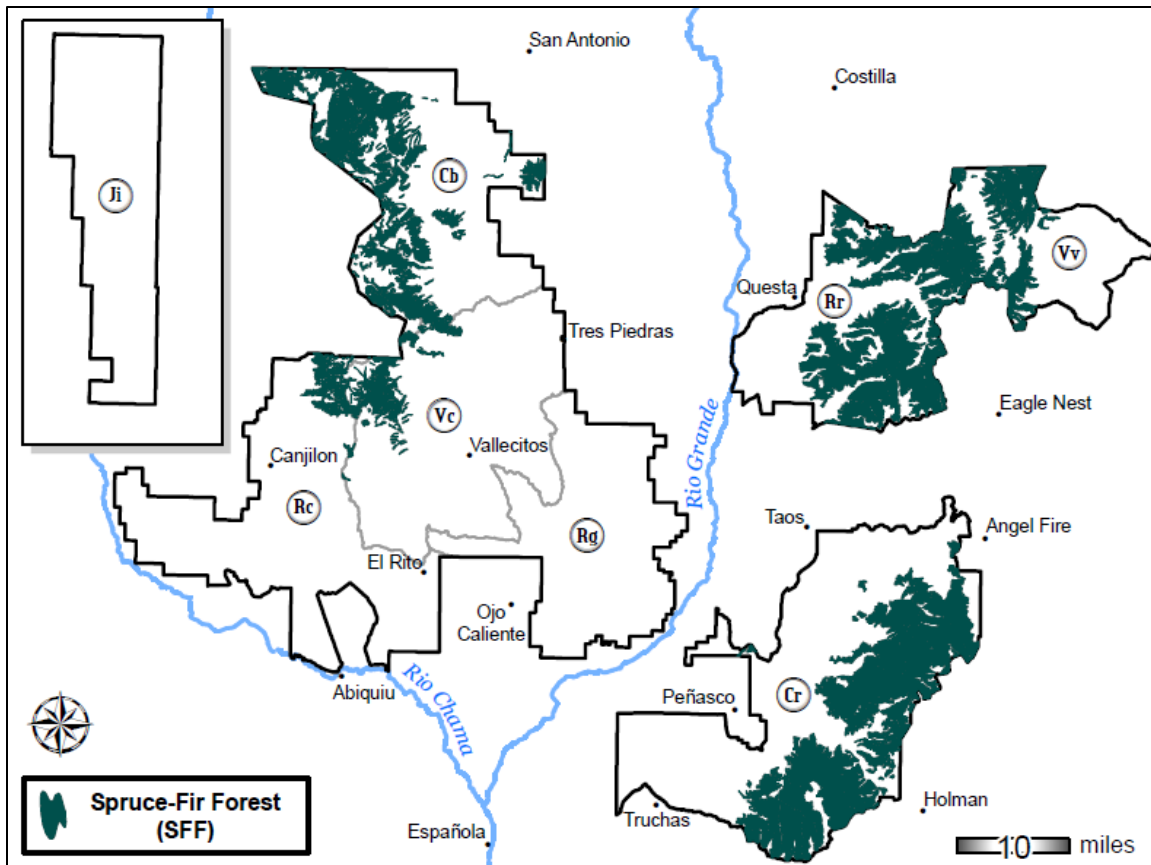 San Antonio
Costilla
Ji
Cb
Vv
Questa
Rr
Tres Piedras
Eagle Nest
Vc
Vallecitos
Canjilon
Rio Grande
Rc
Taos
Angel Fire
Rg
El Rito
Ojo
Caliente
Abiquiu
Rio Chama
Peñasco
Cr
Spruce-Fir Forest
(SFF)
Truchas
Holman
Española
10 miles